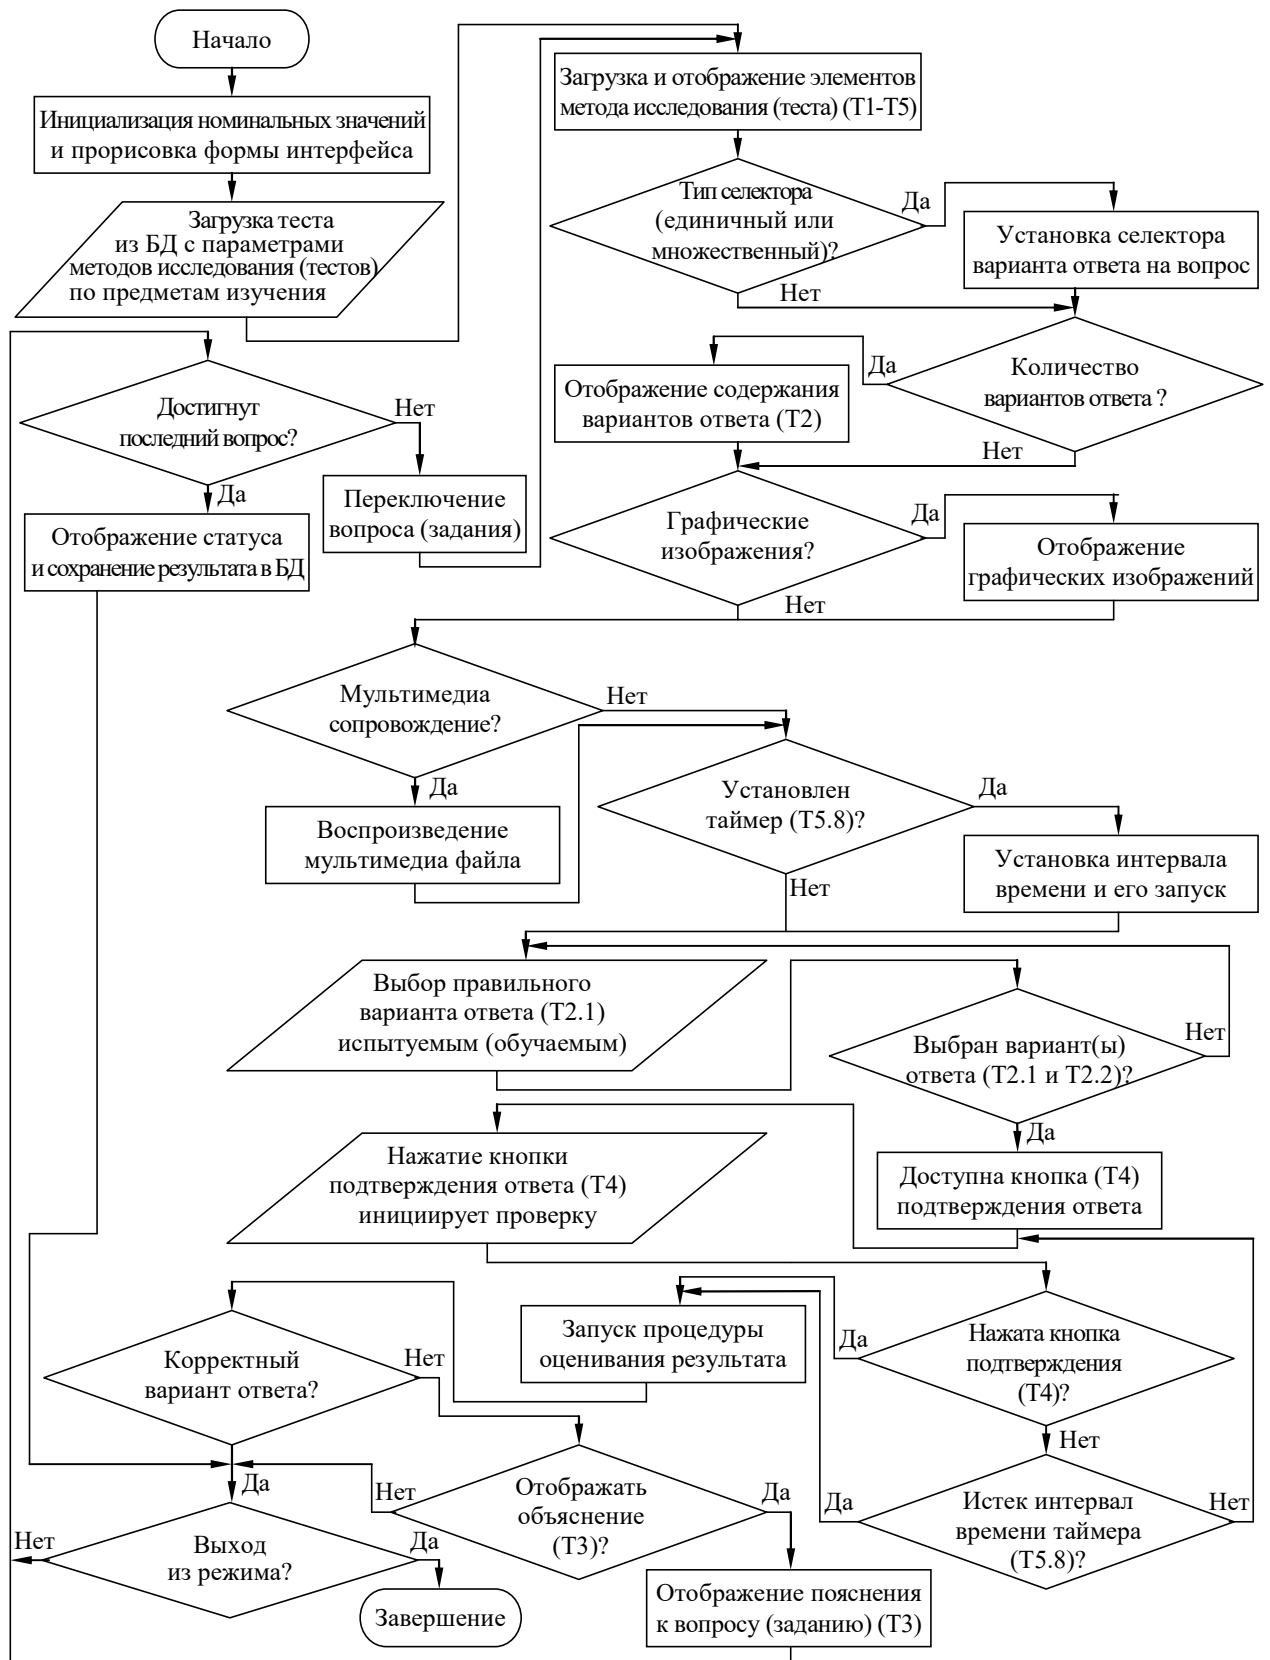 Начало
Инициализация номинальных значений
и прорисовка формы интерфейса
Загрузка теста
из БД с параметрами
методов исследования (тестов)
по предметам изучения
Загрузка и отображение элементов
метода исследования (теста) (Т1-Т5)
Тип селектора
(единичный или
множественный)?
Да
Установка селектора
варианта ответа на вопрос
Нет
Количество
вариантов ответа ?
Да
Отображение содержания
вариантов ответа (Т2)
Нет
Достигнут
последний вопрос?
Нет
Да
Переключение
вопроса (задания)
Отображение статуса
и сохранение результата в БД
Графические
изображения?
Да
Отображение
графических изображений
Нет
Мультимедиа
сопровождение?
Нет
Да
Воспроизведение
мультимедиа файла
Установлен
таймер (Т5.8)?
Да
Установка интервала
времени и его запуск
Нет
Выбор правильного
варианта ответа (Т2.1)
испытуемым (обучаемым)
Выбран вариант(ы)
ответа (Т2.1 и Т2.2)?
Нет
Да
Доступна кнопка (Т4)
подтверждения ответа
Нажатие кнопки
подтверждения ответа (Т4)
инициирует проверку
Нажата кнопка
подтверждения
(Т4)?
Да
Нет
Запуск процедуры
оценивания результата
Корректный
вариант ответа?
Нет
Да
Истек интервал
времени таймера
(Т5.8)?
Да
Нет
Отображать
объяснение
(Т3)?
Нет
Да
Выход
из режима?
Нет
Да
Завершение
Отображение пояснения
к вопросу (заданию) (Т3)